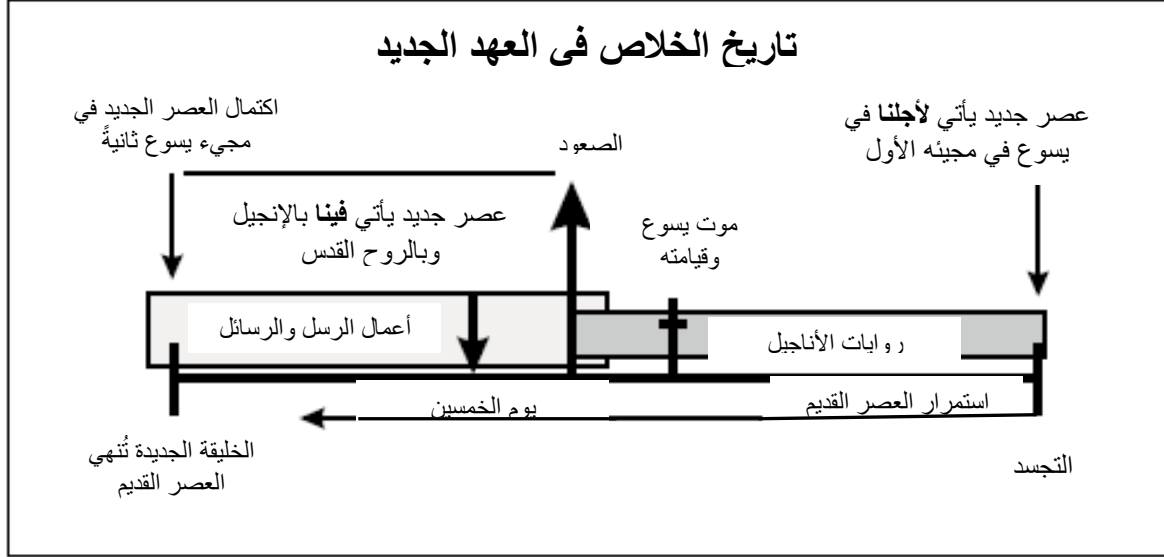 تاريخ الخلاص في العهد الجديد
عصر جديد يأتي لأجلنا في
يسوع في مجيئه الأول
الصعود
اكتمال العصر الجديد في
مجيء يسوع ثانيةً
موت يسوع
وقيامته
عصر جديد يأتي فينا بالإنجيل
وبالروح القدس
روايات الأناجيل
أعمال الرسل والرسائل
استمرار العصر القديم
يوم الخمسين
التجسد
الخليقة الجديدة تُنهي
العصر القديم